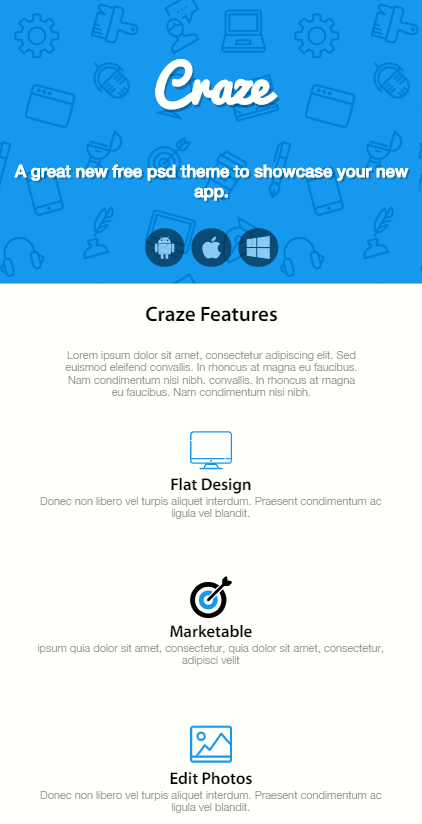 Craze
A great new free psd theme to showcase your new
app.
Craze Features
Lorem ipsum dolor sit amet, consectetur adipiscing elit. Sed
euismod eleifend convallis. In rhoncus at magna eu faucibus.
Nam condimentum nisi nibh. convallis. In rhoncus at magna
eu faucibus. Nam condimentum nisi nibh.
Flat Design
Donec non libero vel turpis aliquet interdum. Praesent condimentum ac
ligula vel blandit.
Marketable
ipsum quia dolor sit amet, consectetur, quia dolor sit amet, consectetur,
adipisci velit
Edit Photos
Donec non libero vel turpis aliquet interdum. Praesent condimentum ac
ligula vel blandit.